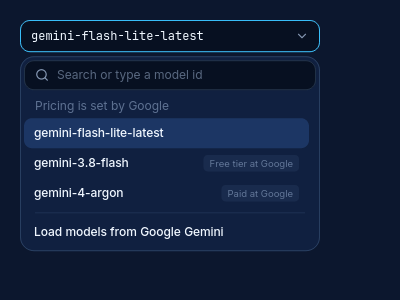 gemini-flash-lite-latest
Search or type a model id
Pricing is set by Google
gemini-flash-lite-latest
gemini-3.8-flash Free tier at Google
gemini-4-argon Paid at Google
Load models from Google Gemini